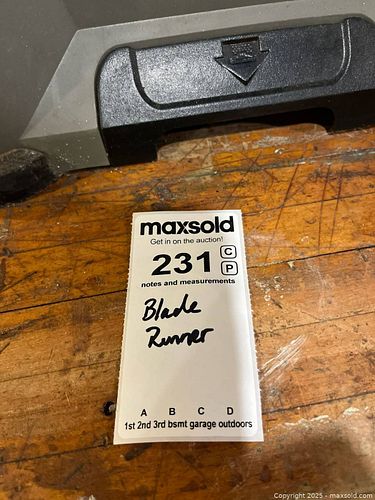 maxsold
Get in on the auction!
231 C
P
notes and measurements
Blade
Runner
A B C D
1st 2nd 3rd bsmt garage outdoors
Copyright 2025 - maxsold.com